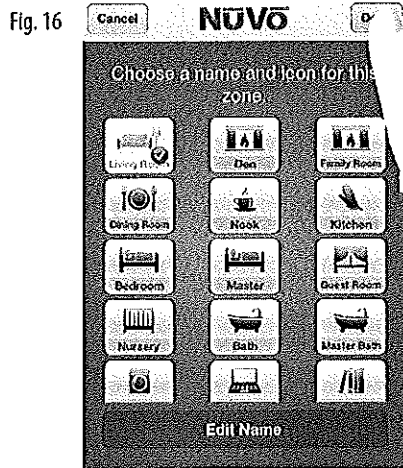 Fig. 16
Cancel NŪVŌ
Choose a name and icon for this
zone
Living Room Den Family Room
Dining Room Nook Kitchen
Bedroom Master Guest Room
Nursery Bath Master Bath
Edit Name